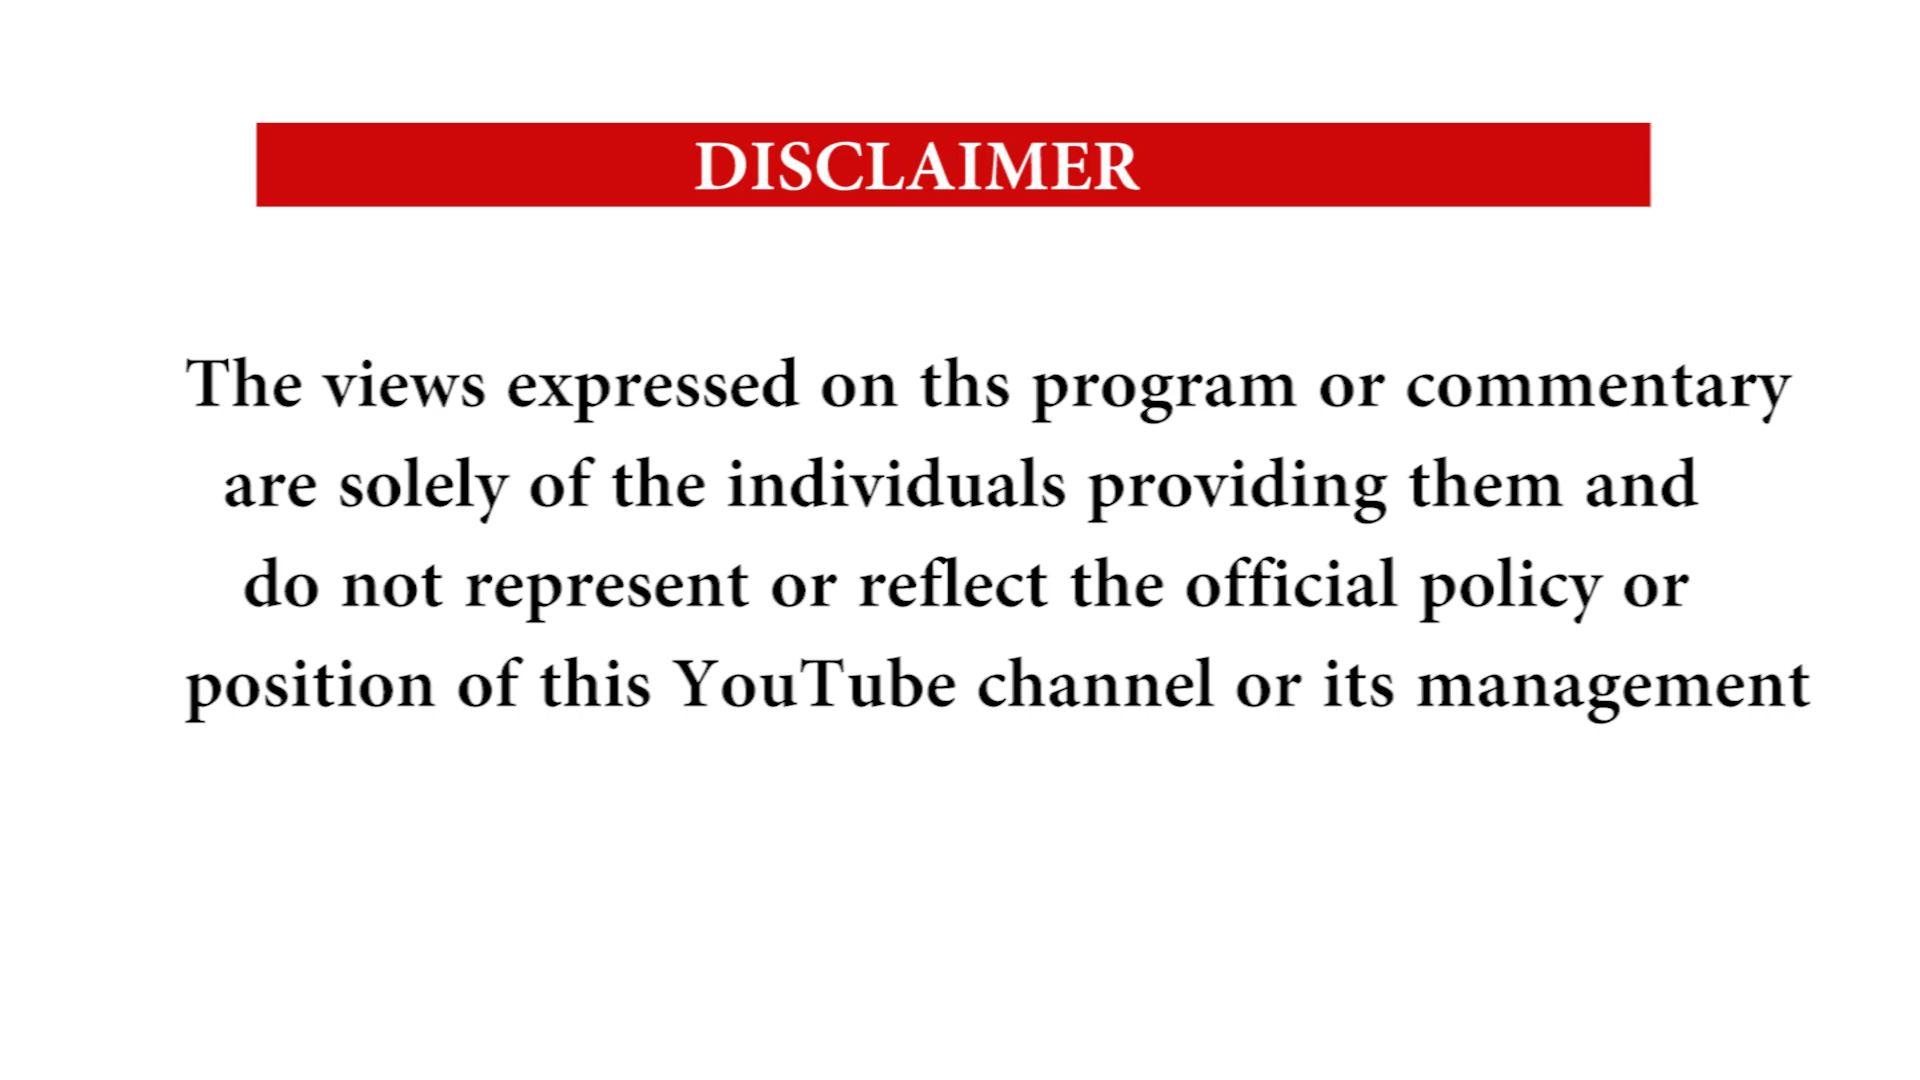 DISCLAIMER
The views expressed on ths program or commentary
are solely of the individuals providing them and
do not represent or reflect the official policy or
position of this YouTube channel or its management